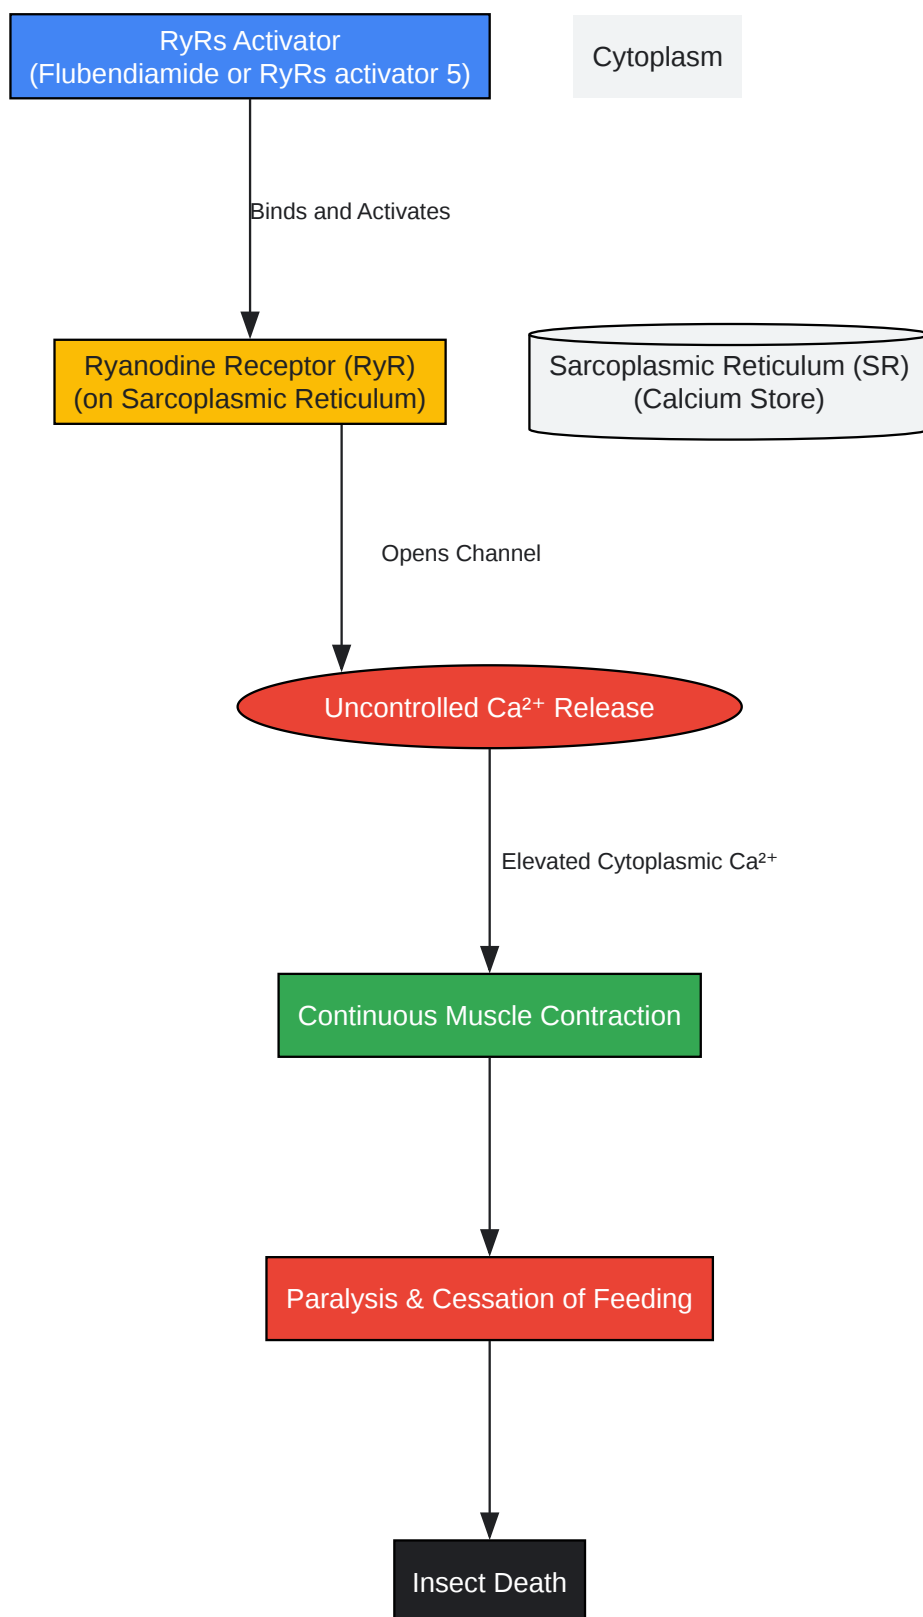 RyRs Activator
(Flubendiamide or RyRs activator 5)
Cytoplasm
Binds and Activates
Ryanodine Receptor (RyR)
(on Sarcoplasmic Reticulum)
Sarcoplasmic Reticulum (SR)
(Calcium Store)
Opens Channel
Uncontrolled Ca²⁺ Release
Elevated Cytoplasmic Ca²⁺
Continuous Muscle Contraction
Paralysis & Cessation of Feeding
Insect Death